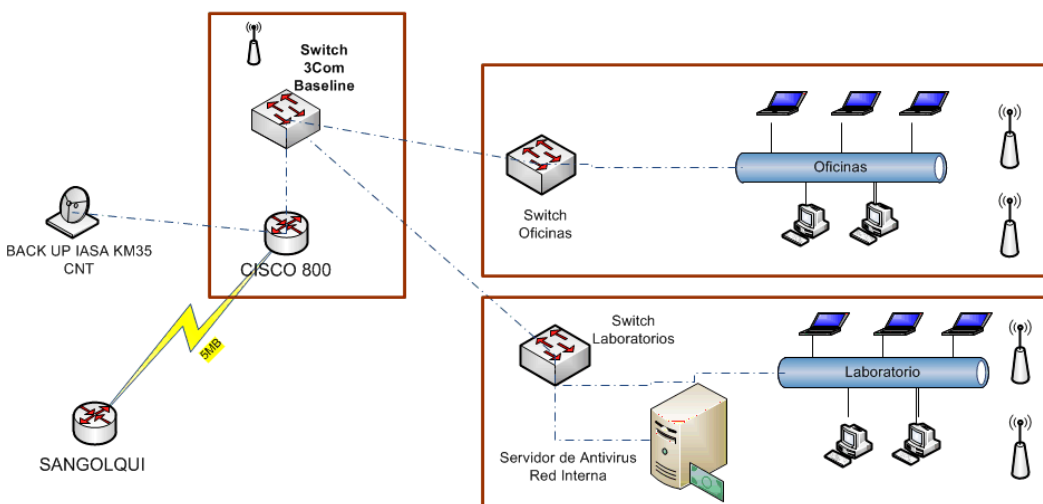 Switch
3Com
Baseline
Oficinas
Switch
Oficinas
BACK UP IASA KM35
CNT
CISCO 800
5MB
Switch
Laboratorios
Laboratorio
Servidor de Antivirus
Red Interna
SANGOLQUI